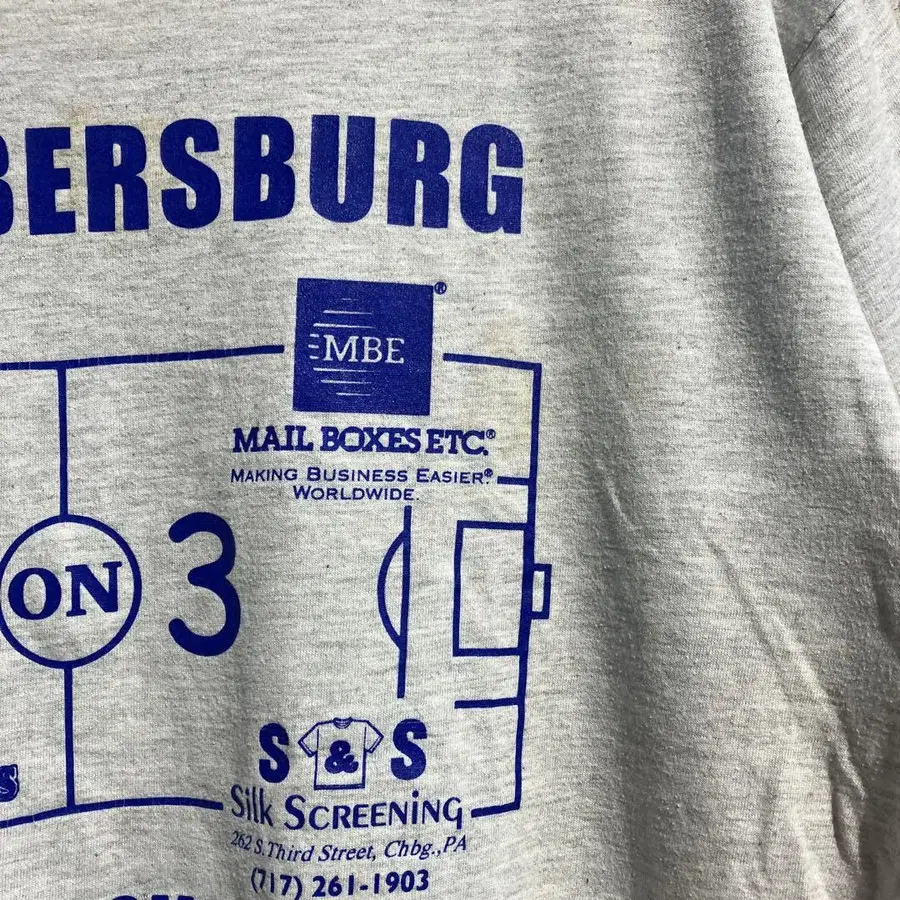 BERSBURG
MBE®
MAIL BOXES ETC.®
MAKING BUSINESS EASIER®
WORLDWIDE.
ON 3
S & S
Silk SCREENiNG
262 S. Third Street, Chbg., PA
(717) 261-1903